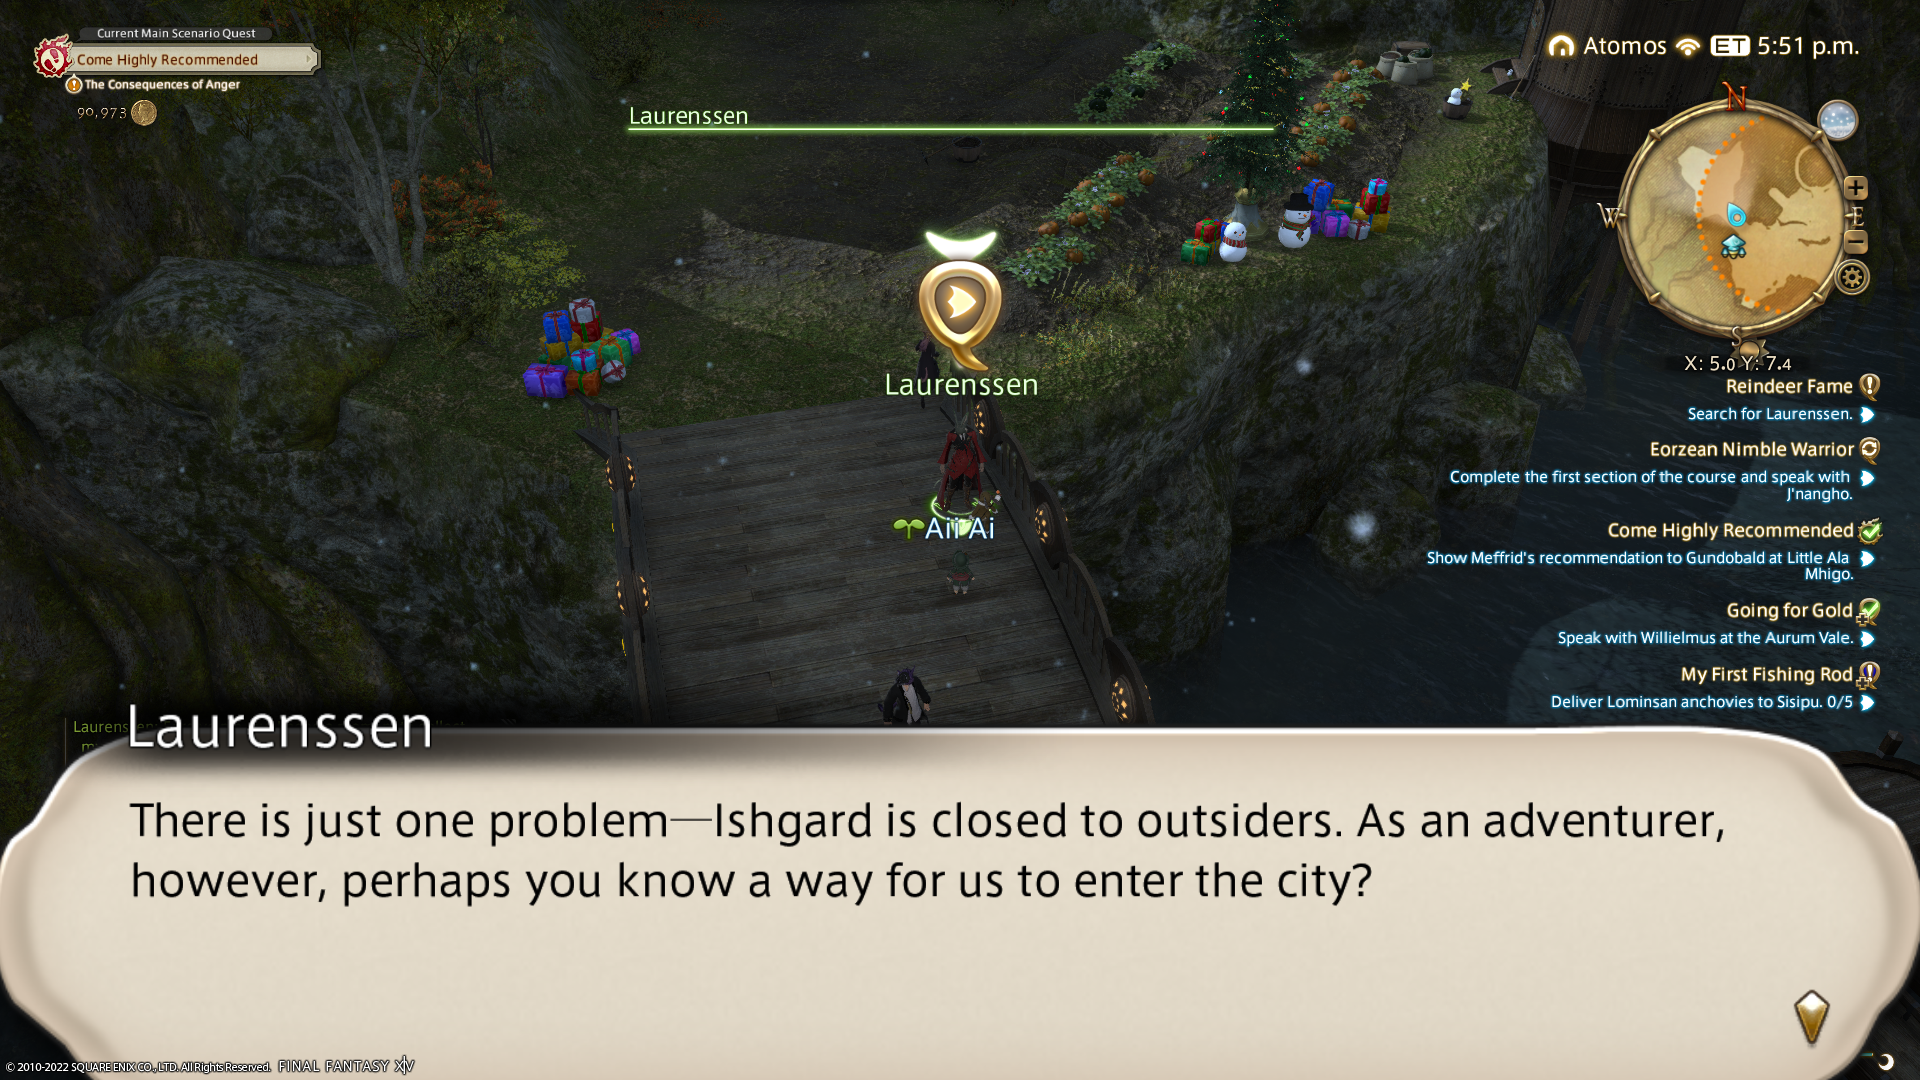 Current Main Scenario Quest
Come Highly Recommended
The Consequences of Anger
99,973
Laurenssen
Atomos ET 5:51 p.m.
N
W
E
S
X: 5.0 Y: 7.4
Laurenssen
Aii Ai
Reindeer Fame
Search for Laurenssen.
Eorzean Nimble Warrior
Complete the first section of the course and speak with
J'nangho.
Come Highly Recommended
Show Meffrid's recommendation to Gundobald at Little Ala
Mhigo.
Going for Gold
Speak with Willielmus at the Aurum Vale.
My First Fishing Rod
Deliver Lominsan anchovies to Sisipu. 0/5
Laurenssen
There is just one problem—Ishgard is closed to outsiders. As an adventurer,
however, perhaps you know a way for us to enter the city?
© 2010-2022 SQUARE ENIX CO., LTD. All Rights Reserved. FINAL FANTASY XIV